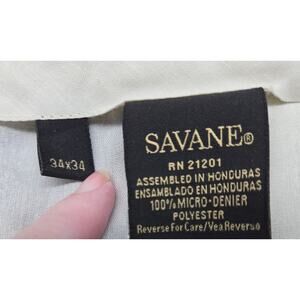 34x34
SAVANE®
RN 21201
ASSEMBLED IN HONDURAS
ENSAMBLADO EN HONDURAS
100% MICRO-DENIER
POLYESTER
Reverse For Care/Vea Reverso